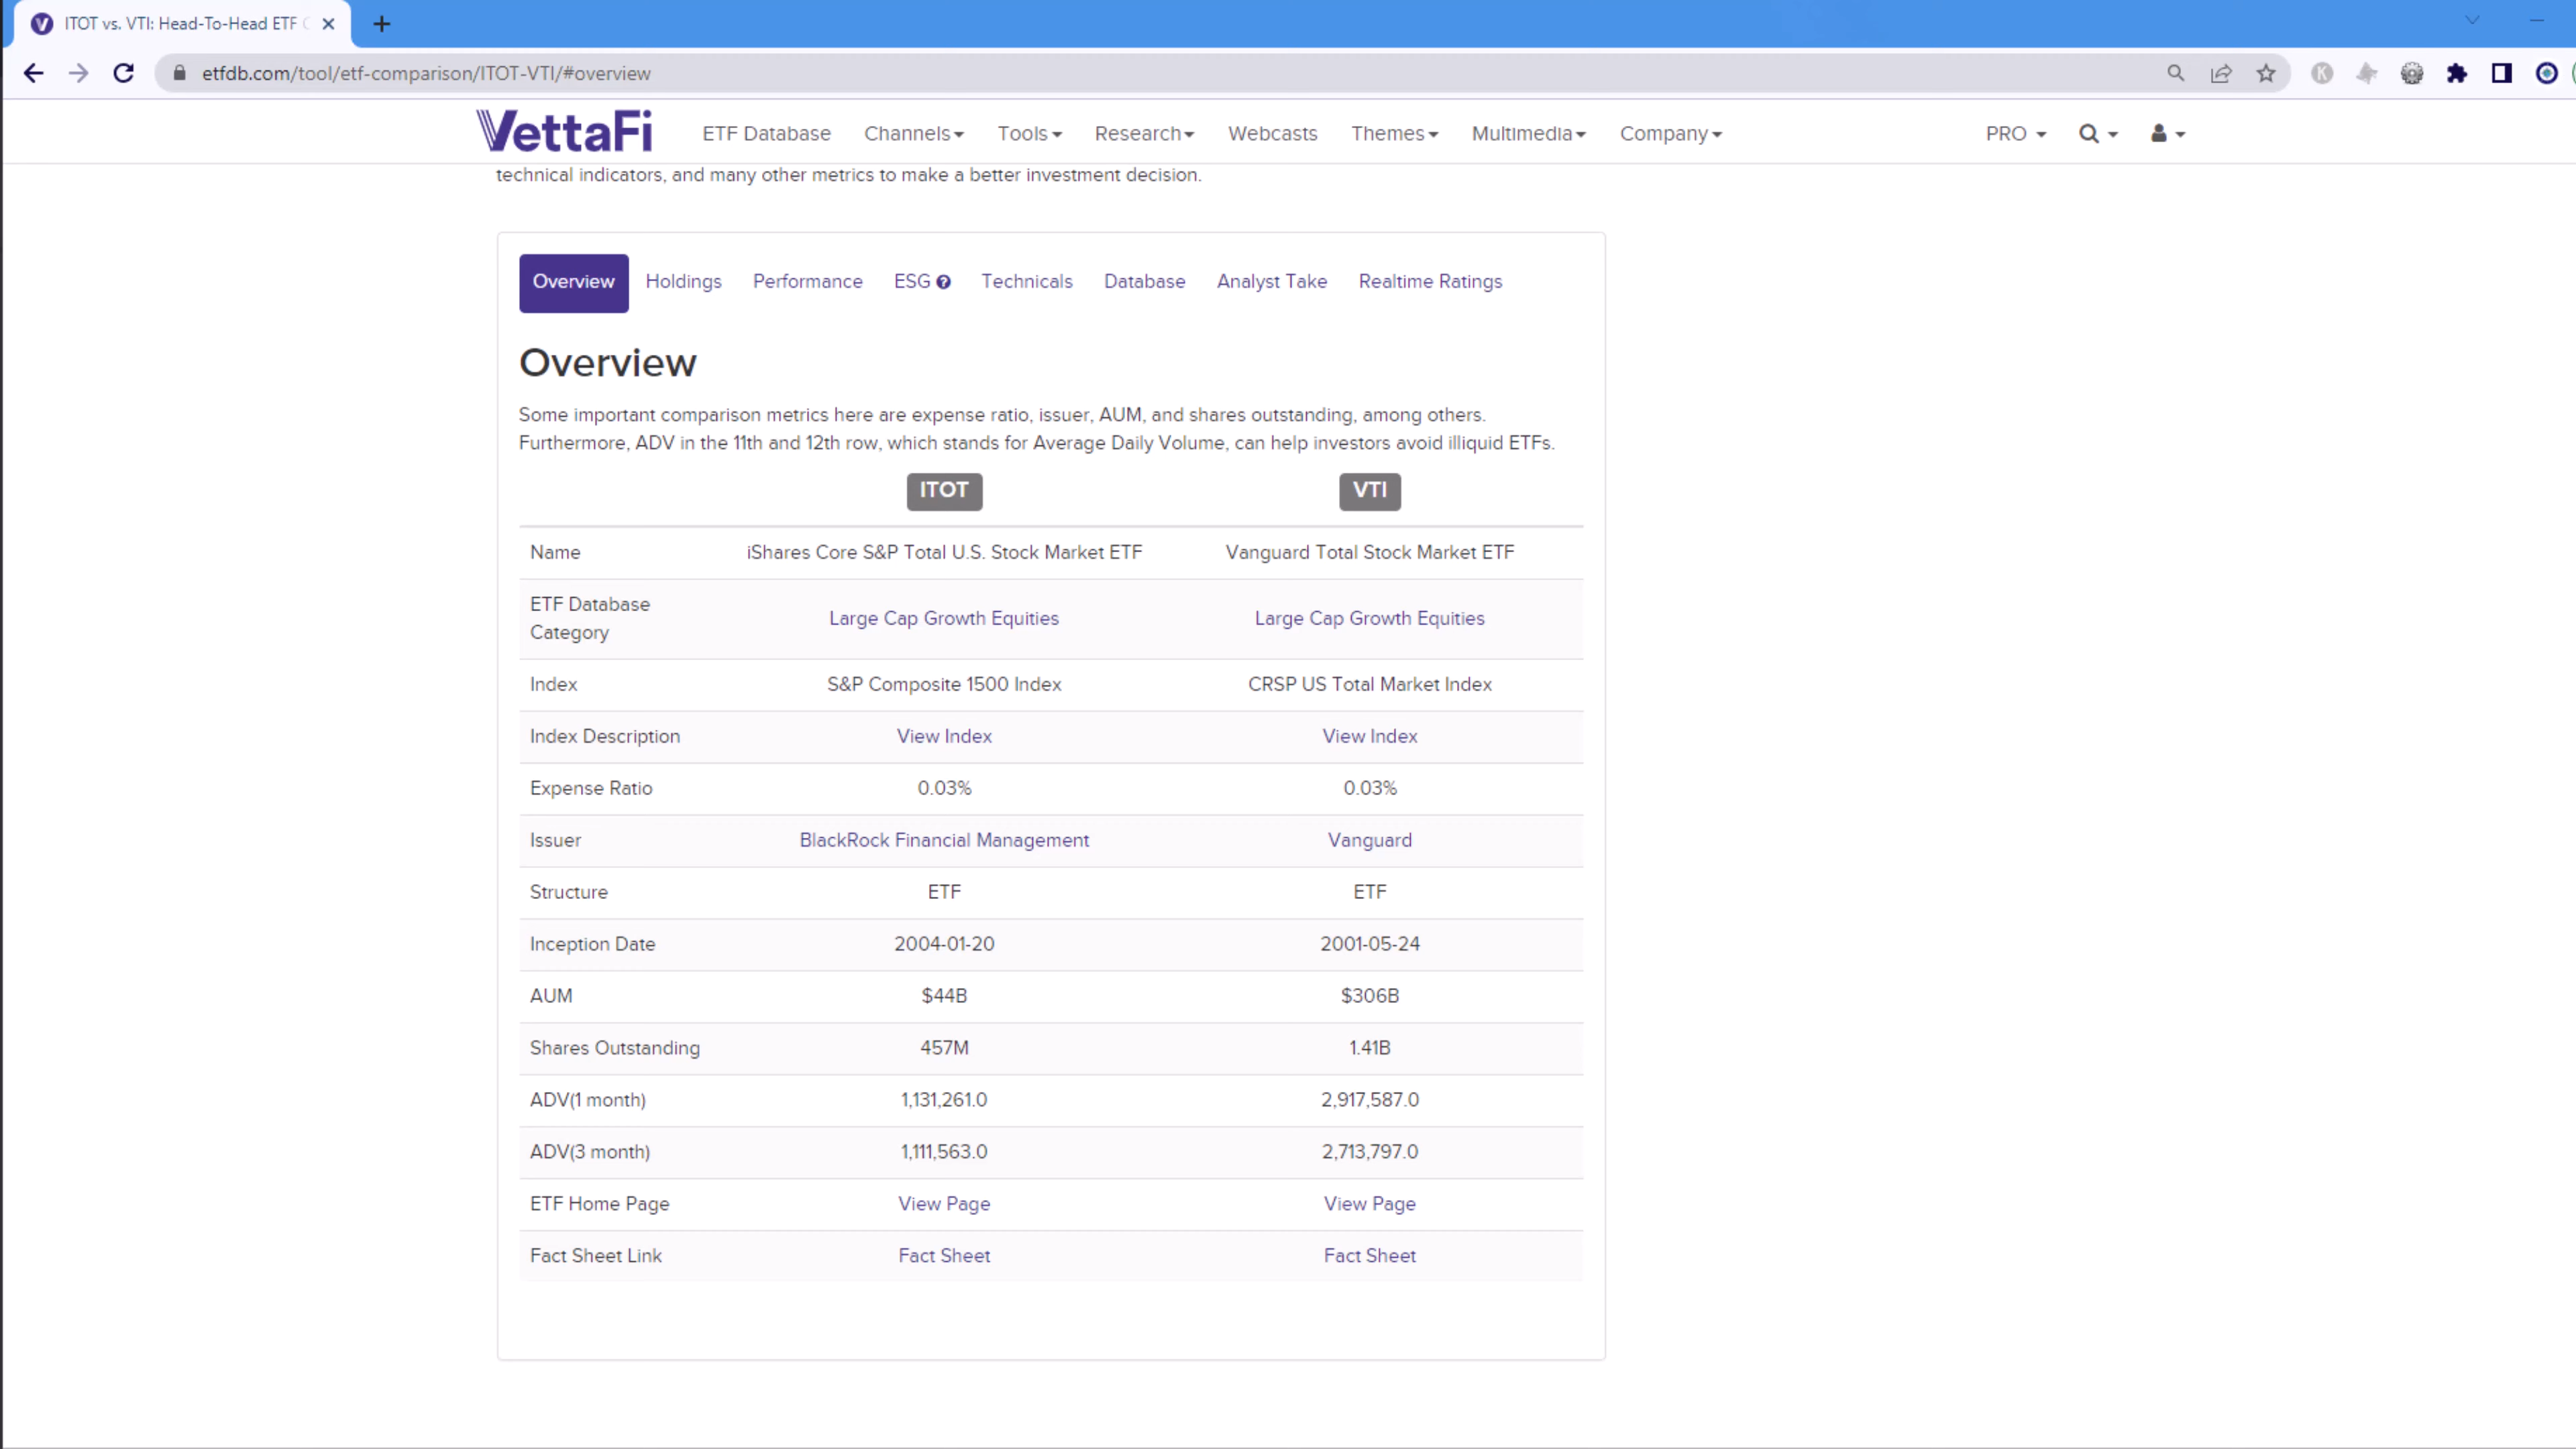 ITOT vs. VTI: Head-To-Head ETF
etfdb.com/tool/etf-comparison/ITOT-VTI/#overview
VettaFi ETF Database Channels Tools Research Webcasts Themes Multimedia Company PRO
technical indicators, and many other metrics to make a better investment decision.
Overview Holdings Performance ESG Technicals Database Analyst Take Realtime Ratings
Overview
Some important comparison metrics here are expense ratio, issuer, AUM, and shares outstanding, among others.
Furthermore, ADV in the 11th and 12th row, which stands for Average Daily Volume, can help investors avoid illiquid ETFs.
ITOT VTI
Name iShares Core S&P Total U.S. Stock Market ETF Vanguard Total Stock Market ETF
ETF Database
Category Large Cap Growth Equities Large Cap Growth Equities
Index S&P Composite 1500 Index CRSP US Total Market Index
Index Description View Index View Index
Expense Ratio 0.03% 0.03%
Issuer BlackRock Financial Management Vanguard
Structure ETF ETF
Inception Date 2004-01-20 2001-05-24
AUM $44B $306B
Shares Outstanding 457M 1.41B
ADV(1 month) 1,131,261.0 2,917,587.0
ADV(3 month) 1,111,563.0 2,713,797.0
ETF Home Page View Page View Page
Fact Sheet Link Fact Sheet Fact Sheet